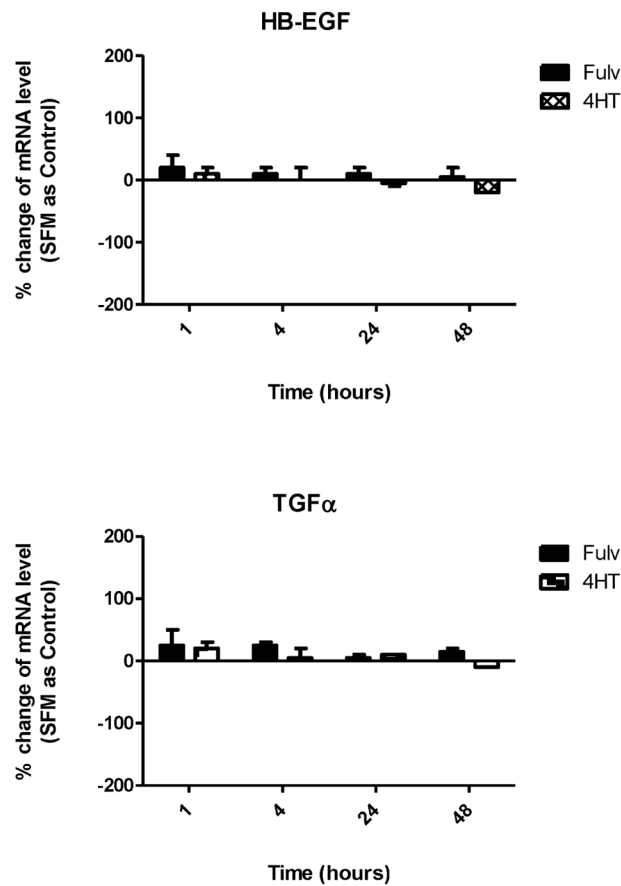 HB-EGF
% change of mRNA level
(SFM as Control)
200
100
0
-100
-200
1
4
24
48
Time (hours)
Fulv
4HT
TGFα
% change of mRNA level
(SFM as Control)
200
100
0
-100
-200
1
4
24
48
Time (hours)
Fulv
4HT